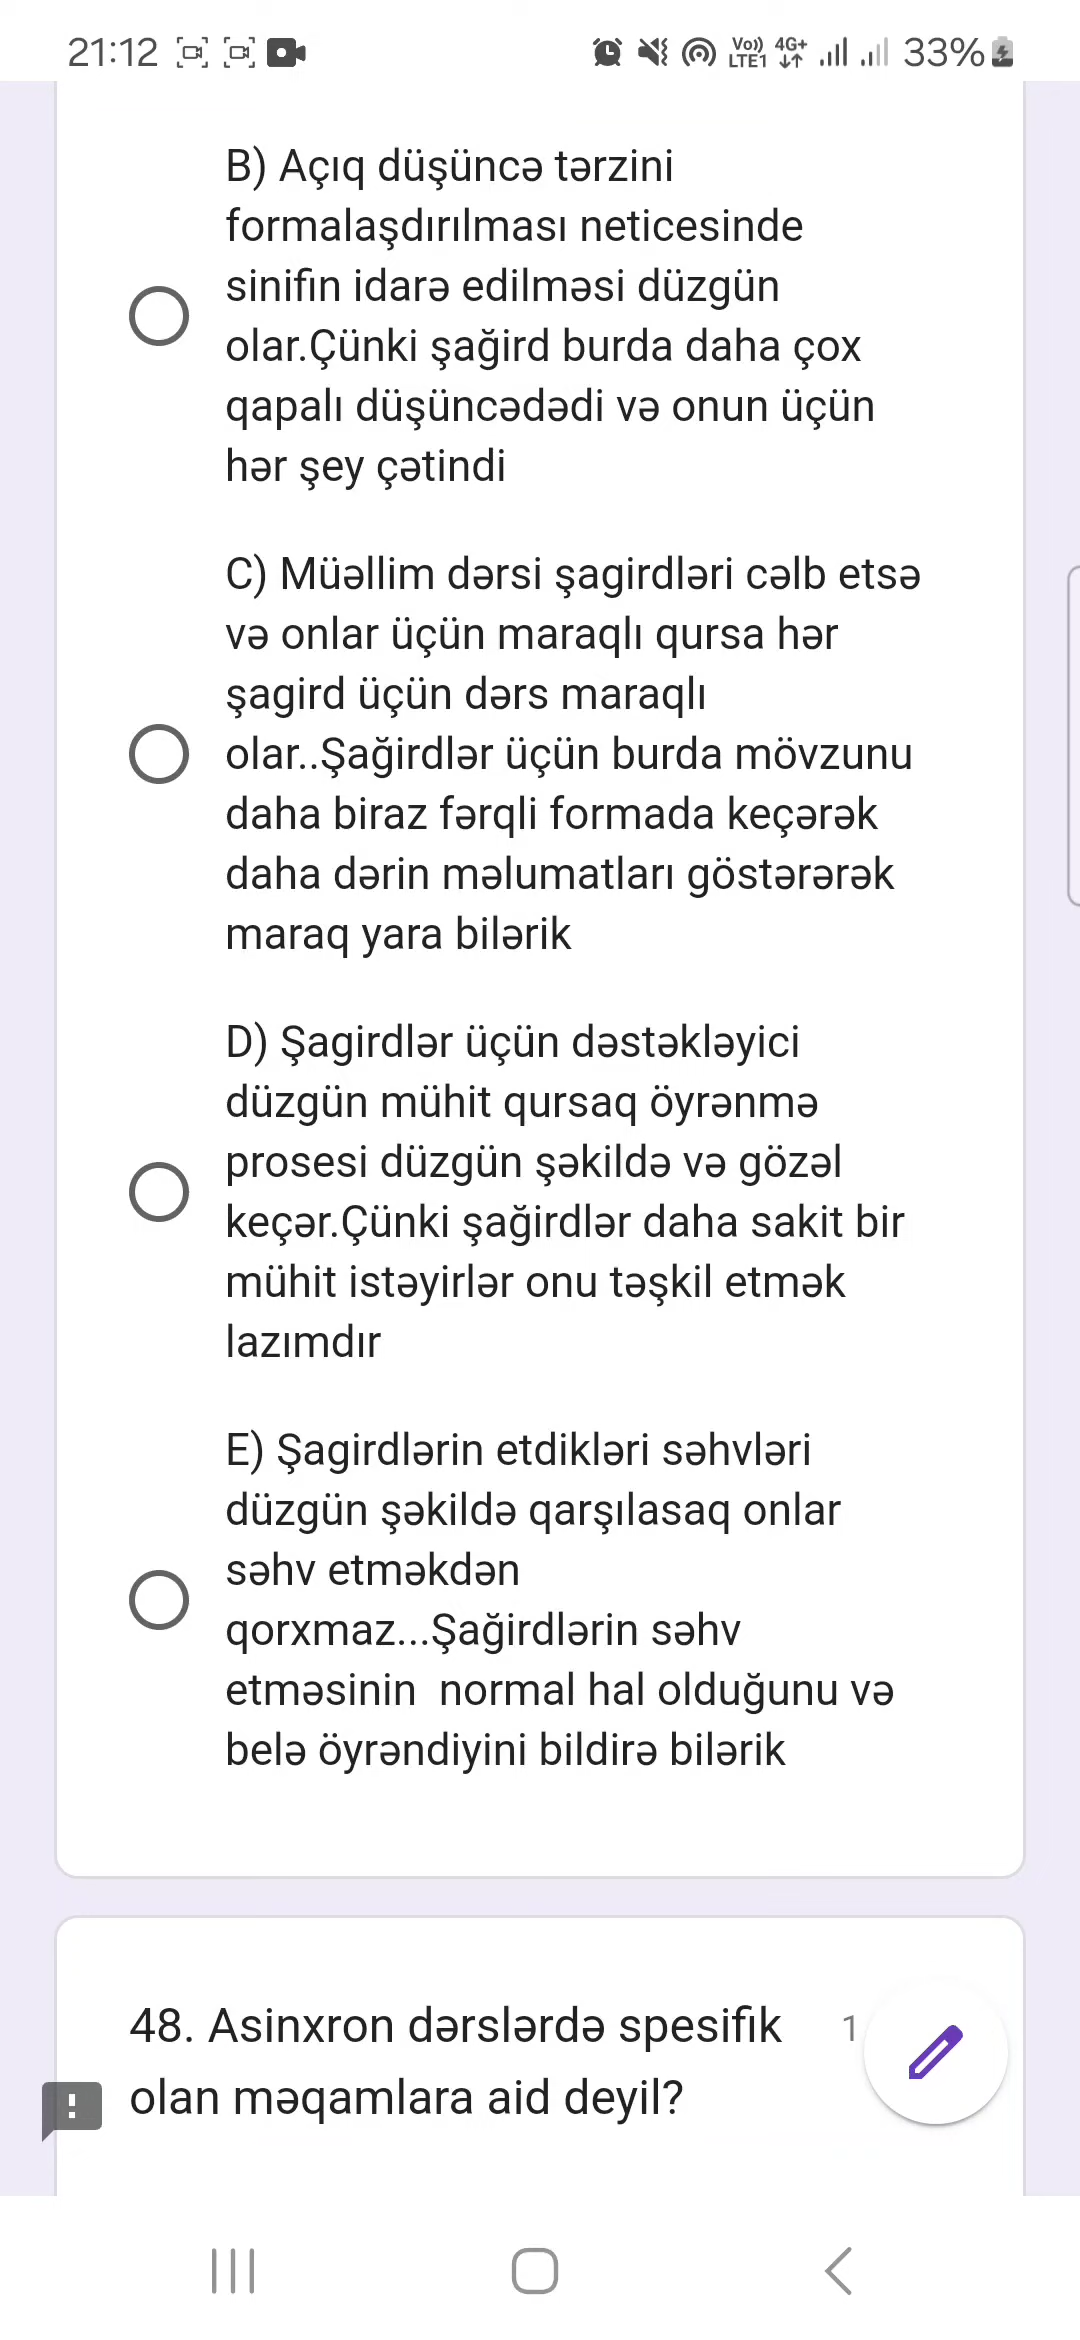 21:12
Vo)) 4G+
LTE1
33%
B) Açıq düşüncə tərzini
formalaşdırılması neticesinde
sinifin idarə edilməsi düzgün
olar.Çünki şağird burda daha çox
qapalı düşüncədədi və onun üçün
hər şey çətindi
C) Müəllim dərsi şagirdləri cəlb etsə
və onlar üçün maraqlı qursa hər
şagird üçün dərs maraqlı
olar..Şağirdlər üçün burda mövzunu
daha biraz fərqli formada keçərək
daha dərin məlumatları göstərərək
maraq yara bilərik
D) Şagirdlər üçün dəstəkləyici
düzgün mühit qursaq öyrənmə
prosesi düzgün şəkildə və gözəl
keçər.Çünki şağirdlər daha sakit bir
mühit istəyirlər onu təşkil etmək
lazımdır
E) Şagirdlərin etdikləri səhvləri
düzgün şəkildə qarşılasaq onlar
səhv etməkdən
qorxmaz...Şağirdlərin səhv
etməsinin  normal hal olduğunu və
belə öyrəndiyini bildirə bilərik
48. Asinxron dərslərdə spesifik 1
olan məqamlara aid deyil?